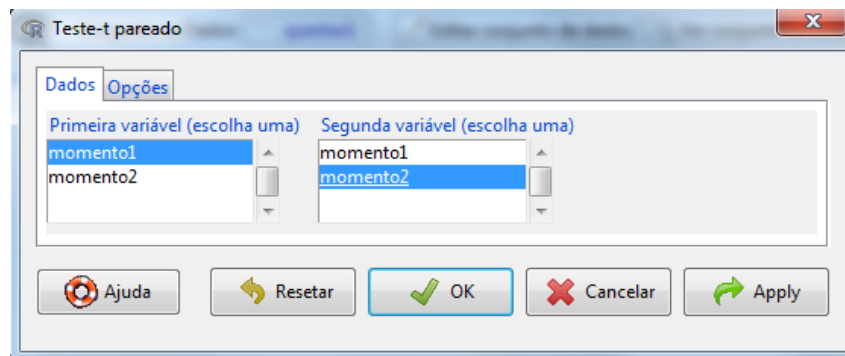 Teste-t pareado
Dados Opções
Primeira variável (escolha uma) Segunda variável (escolha uma)
momento1 momento1
momento2 momento2
Ajuda Resetar OK Cancelar Apply